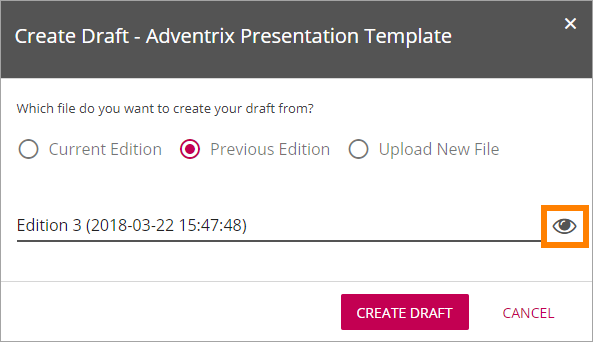 Create Draft - Adventrix Presentation Template
Which file do you want to create your draft from?
Current Edition Previous Edition Upload New File
Edition 3 (2018-03-22 15:47:48)
CREATE DRAFT CANCEL